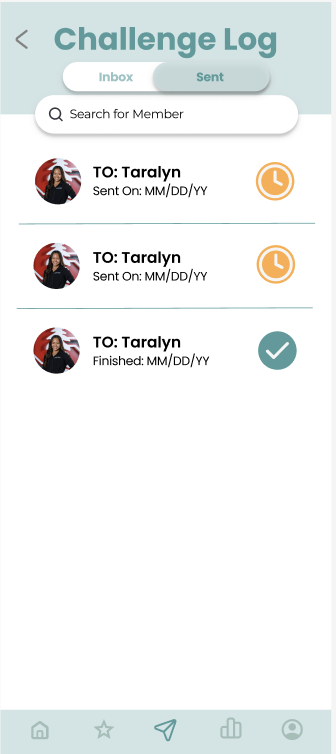 Challenge Log
Inbox
Sent
Search for Member
TO: Taralyn
Sent On: MM/DD/YY
TO: Taralyn
Sent On: MM/DD/YY
TO: Taralyn
Finished: MM/DD/YY